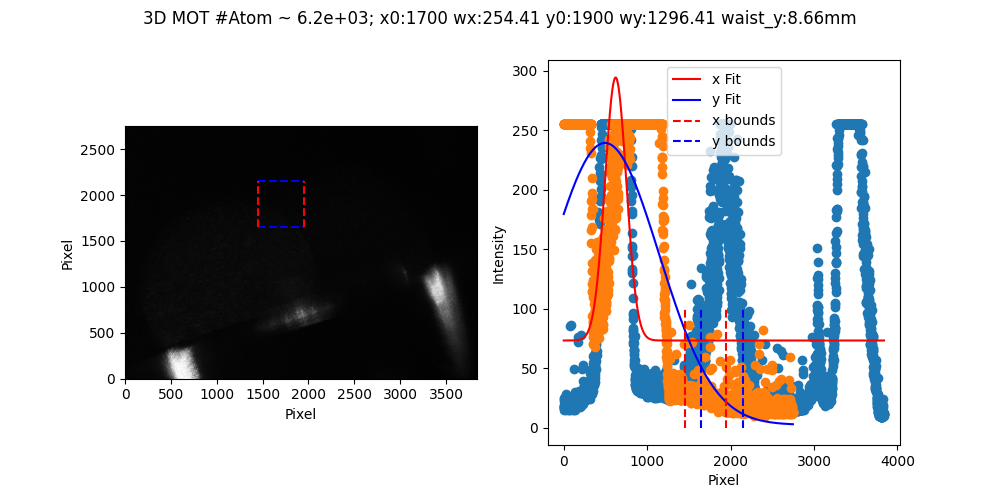 3D MOT #Atom ~ 6.2e+03; x0:1700 wx:254.41 y0:1900 wy:1296.41 waist_y:8.66mm
2500
2000
1500
1000
500
0
Pixel
0 500 1000 1500 2000 2500 3000 3500
Pixel
300
250
200
150
100
50
0
Intensity
0 1000 2000 3000 4000
Pixel
x Fit
y Fit
x bounds
y bounds